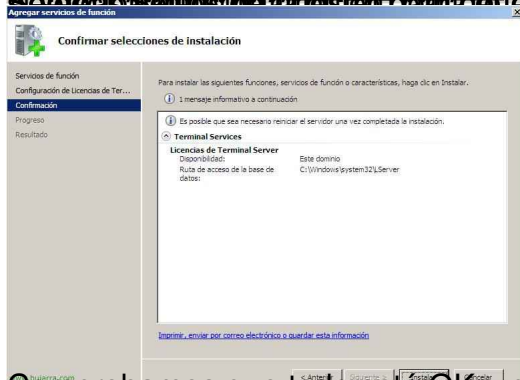 Agregar servicios de función
Confirmar selecciones de instalación
Servicios de función
Configuración de Licencias de Ter...
Confirmación
Progreso
Resultado
Para instalar las siguientes funciones, servicios de función o características, haga clic en Instalar.
1 mensaje informativo a continuación
Es posible que sea necesario reiniciar el servidor una vez completada la instalación.
Terminal Services
Licencias de Terminal Server
Disponibilidad: Este dominio
Ruta de acceso de la base de datos: C:\Windows\system32\LServer
Imprimir, enviar por correo electrónico o guardar esta información
bujarra.com
< Anterior Siguiente > Instalar Cancelar